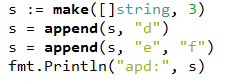 s := make([]string, 3)
s = append(s, "d")
s = append(s, "e", "f")
fmt.Println("apd:", s)